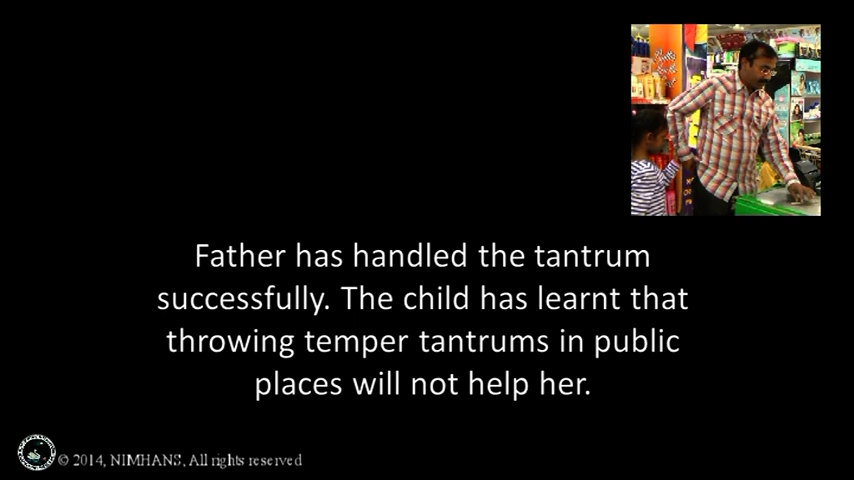 Father has handled the tantrum
successfully. The child has learnt that
throwing temper tantrums in public
places will not help her.
© 2014, NIMHANS, All rights reserved